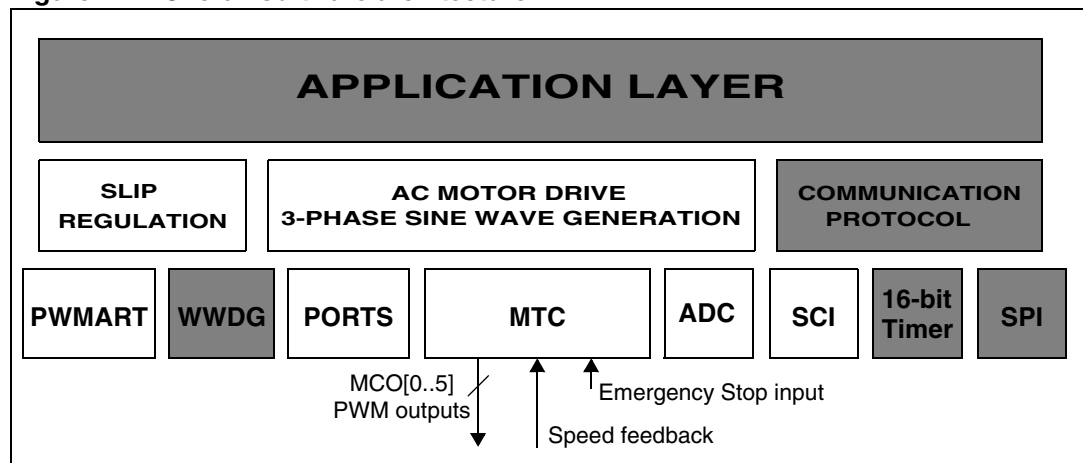 APPLICATION LAYER
SLIP
REGULATION
AC MOTOR DRIVE
3-PHASE SINE WAVE GENERATION
COMMUNICATION
PROTOCOL
PWMART
WWDG
PORTS
MTC
ADC
SCI
16-bit
Timer
SPI
MCO[0..5]
PWM outputs
Emergency Stop input
Speed feedback